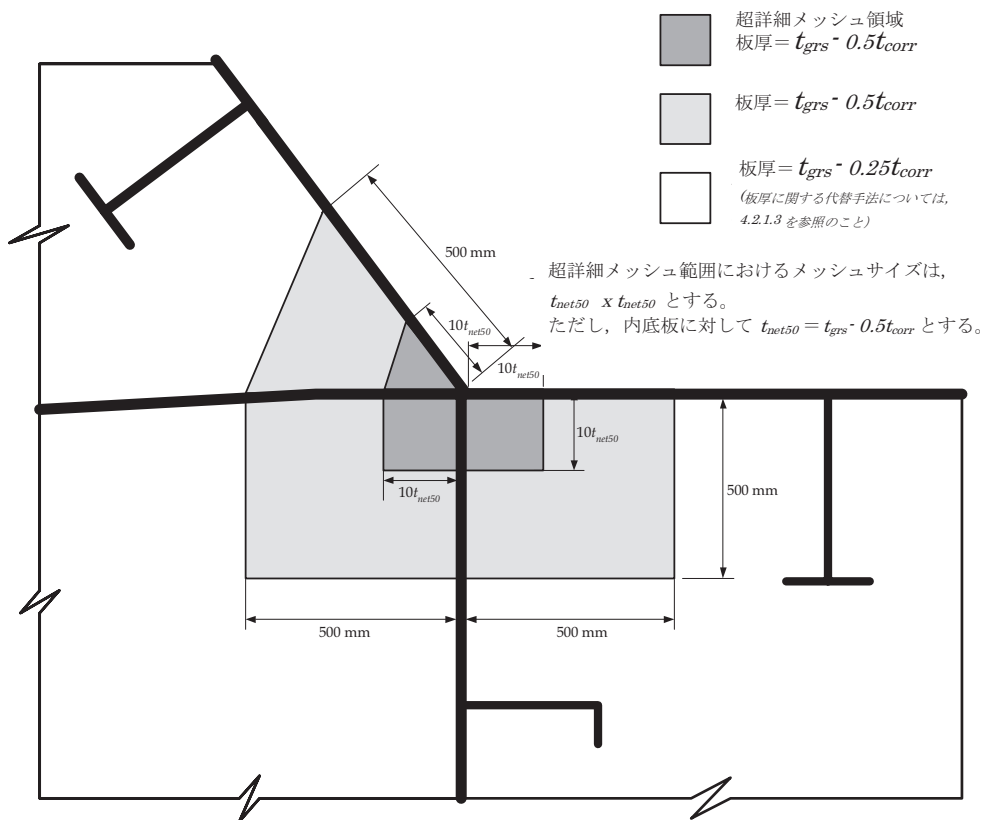 超詳細メッシュ領域
板厚＝tgrs - 0.5tcorr
板厚＝tgrs - 0.5tcorr
板厚＝tgrs - 0.25tcorr
(板厚に関する代替手法については,
4.2.1.3 を参照のこと)
超詳細メッシュ範囲におけるメッシュサイズは,
tnet50 x tnet50 とする。
ただし, 内底板に対して tnet50 = tgrs - 0.5tcorr とする。
500 mm
10tnet50
10tnet50
10tnet50
10tnet50
500 mm
500 mm
500 mm